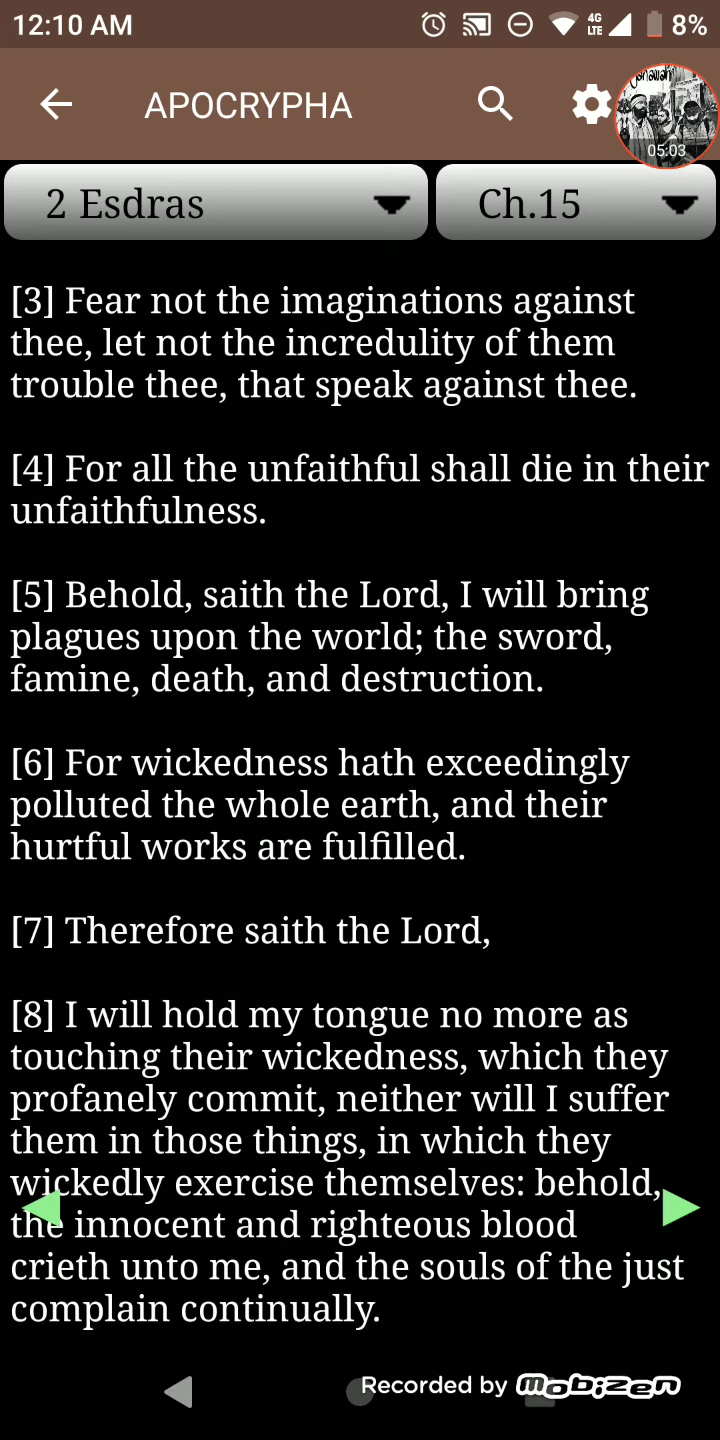 12:10 AM
4G
LTE
8%
APOCRYPHA
05:03
2 Esdras
Ch.15
[3] Fear not the imaginations against
thee, let not the incredulity of them
trouble thee, that speak against thee.
[4] For all the unfaithful shall die in their
unfaithfulness.
[5] Behold, saith the Lord, I will bring
plagues upon the world; the sword,
famine, death, and destruction.
[6] For wickedness hath exceedingly
polluted the whole earth, and their
hurtful works are fulfilled.
[7] Therefore saith the Lord,
[8] I will hold my tongue no more as
touching their wickedness, which they
profanely commit, neither will I suffer
them in those things, in which they
wickedly exercise themselves: behold,
the innocent and righteous blood
crieth unto me, and the souls of the just
complain continually.
Recorded by mobizen